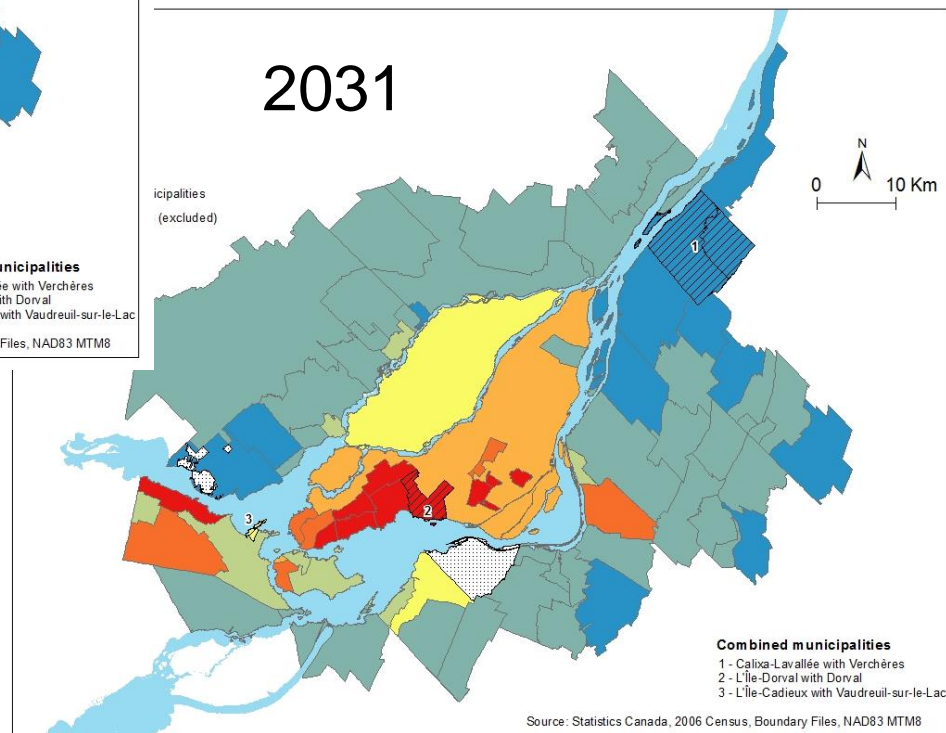 2031
N
0 10 Km
icipalities
(excluded)
1
unicipalities
ée with Verchères
ith Dorval
with Vaudreuil-sur-le-Lac
Files, NAD83 MTM8
2
3
Combined municipalities
1 - Calixa-Lavallée with Verchères
2 - L'Île-Dorval with Dorval
3 - L'Île-Cadieux with Vaudreuil-sur-le-Lac
Source: Statistics Canada, 2006 Census, Boundary Files, NAD83 MTM8